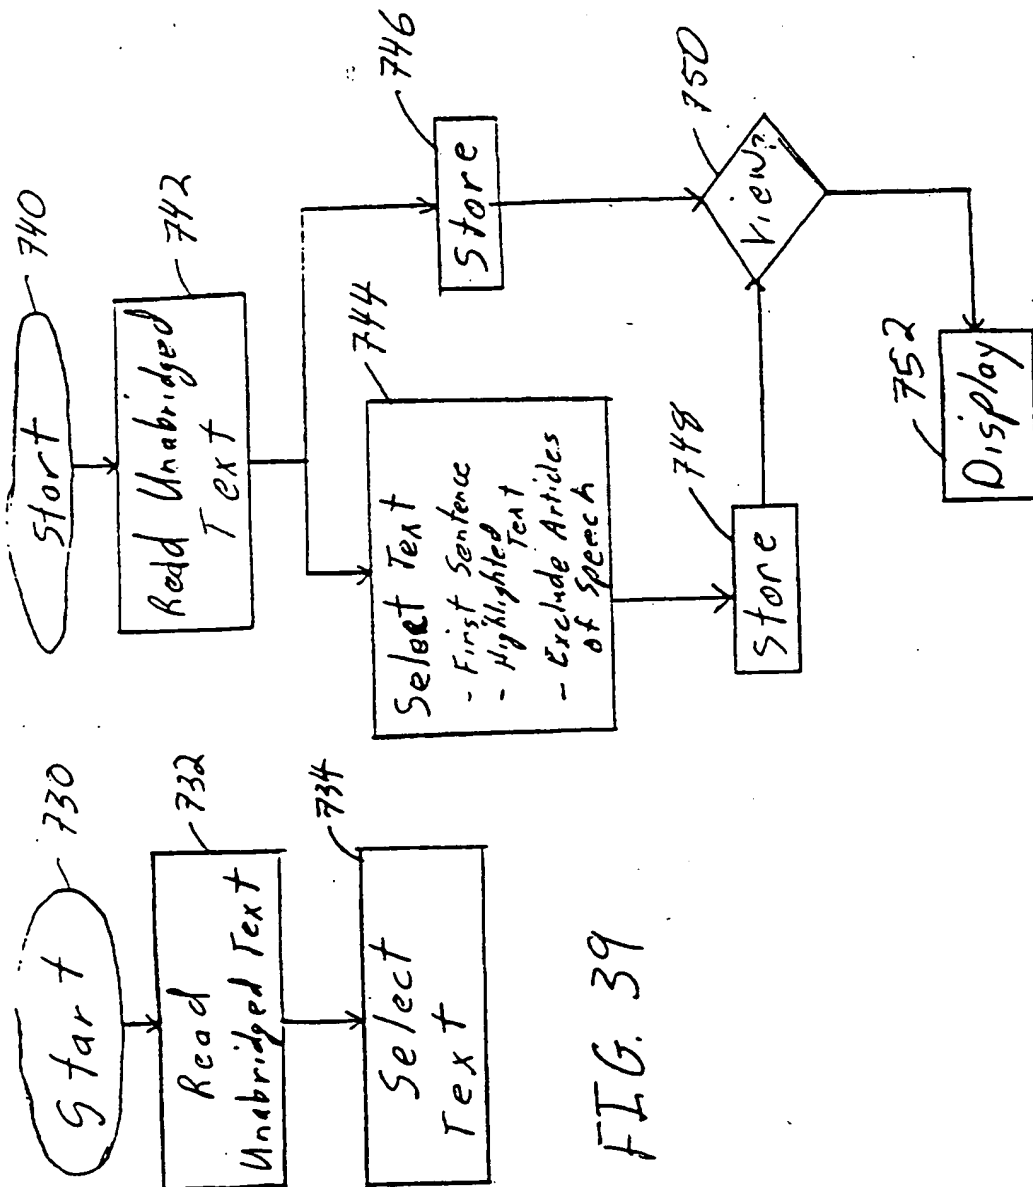 Start
730
Read
Unabridged Text
732
Select
Text
734
Start
740
Read Unabridged
Text
742
Select Text
- First Sentence
- Highlighted
Text
- Exclude Articles
of Speech
744
Store
746
Store
748
View?
750
Display
752
FIG. 39